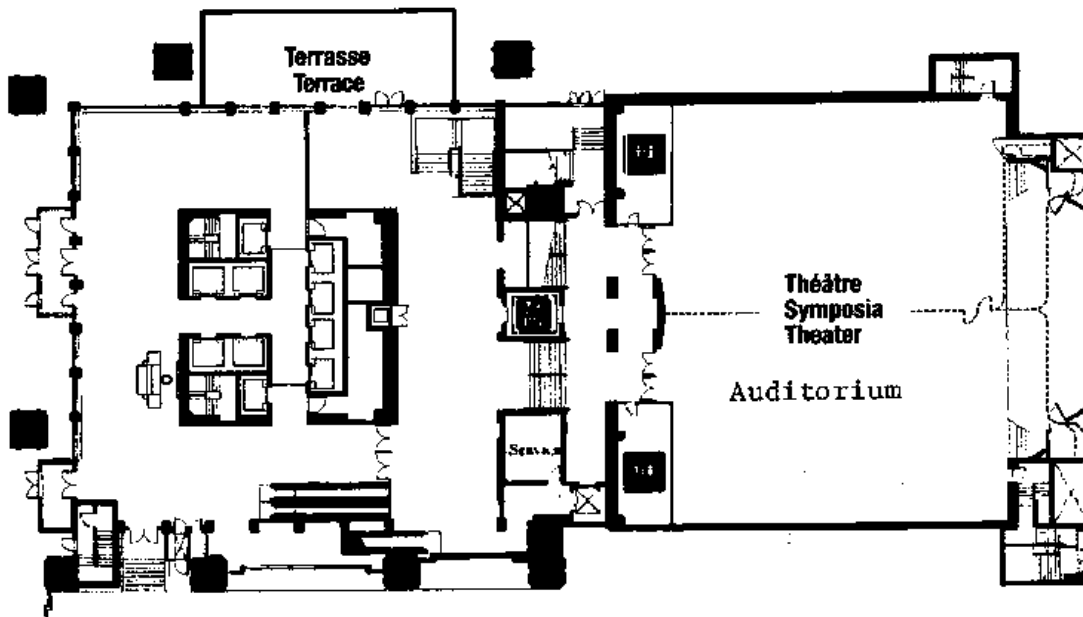 Terrasse
Terrace
Théâtre
Symposia
Theater
Auditorium